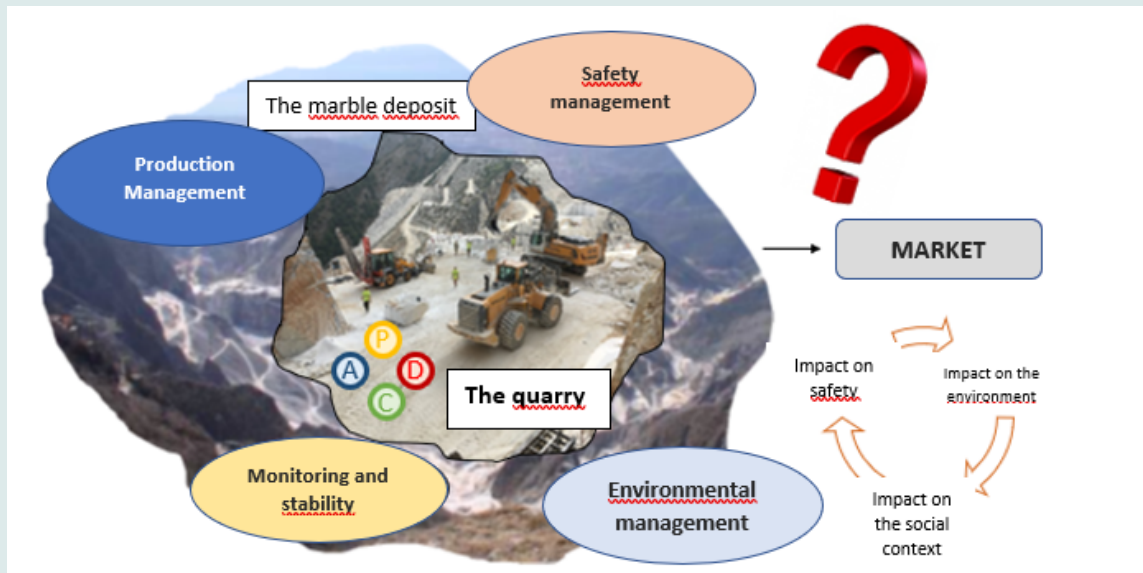 Safety
management
The marble deposit
Production
Management
?
MARKET
P
A
D
C
The quarry
Impact on
safety
Impact on the
environment
Monitoring and
stability
Environmental
management
Impact on
the social
context